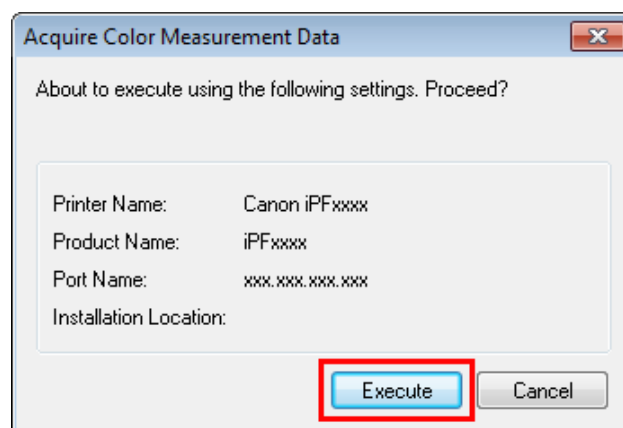 Acquire Color Measurement Data
About to execute using the following settings. Proceed?
Printer Name: Canon iPFxxxx
Product Name: iPFxxxx
Port Name: xxx.xxx.xxx.xxx
Installation Location:
Execute Cancel